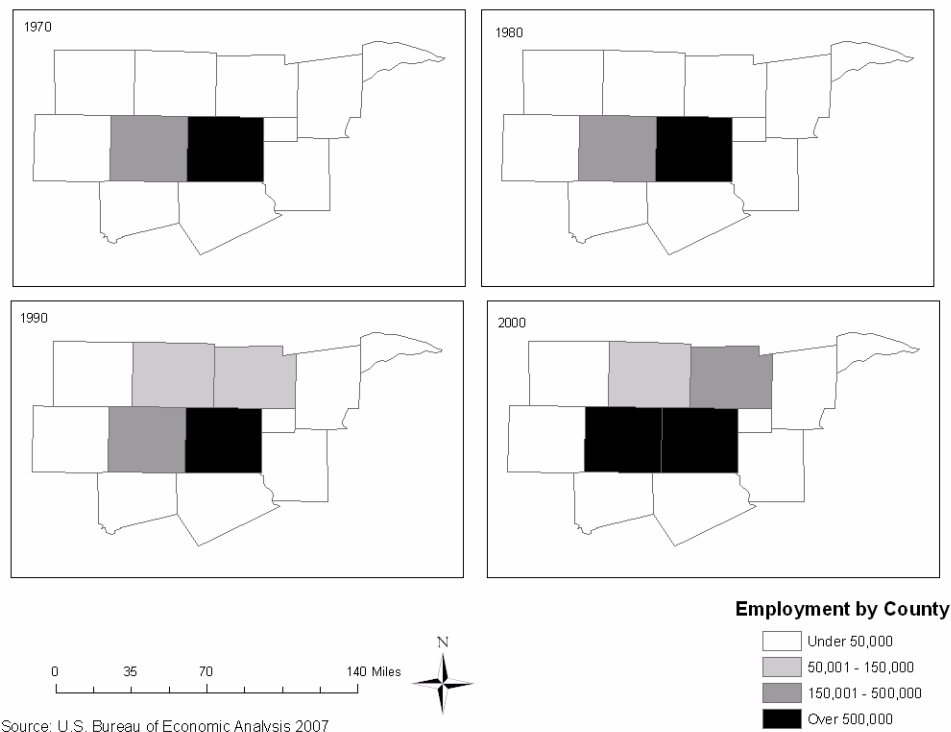 1970
1980
1990
2000
Employment by County
Under 50,000
50,001 - 150,000
150,001 - 500,000
Over 500,000
N
0 35 70 140 Miles
Source: U.S. Bureau of Economic Analysis 2007